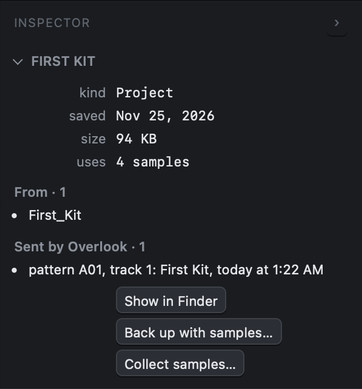 INSPECTOR
FIRST KIT
kind Project
saved Nov 25, 2026
size 94 KB
uses 4 samples
From · 1
• First_Kit
Sent by Overlook · 1
• pattern A01, track 1: First Kit, today at 1:22 AM
Show in Finder
Back up with samples...
Collect samples...